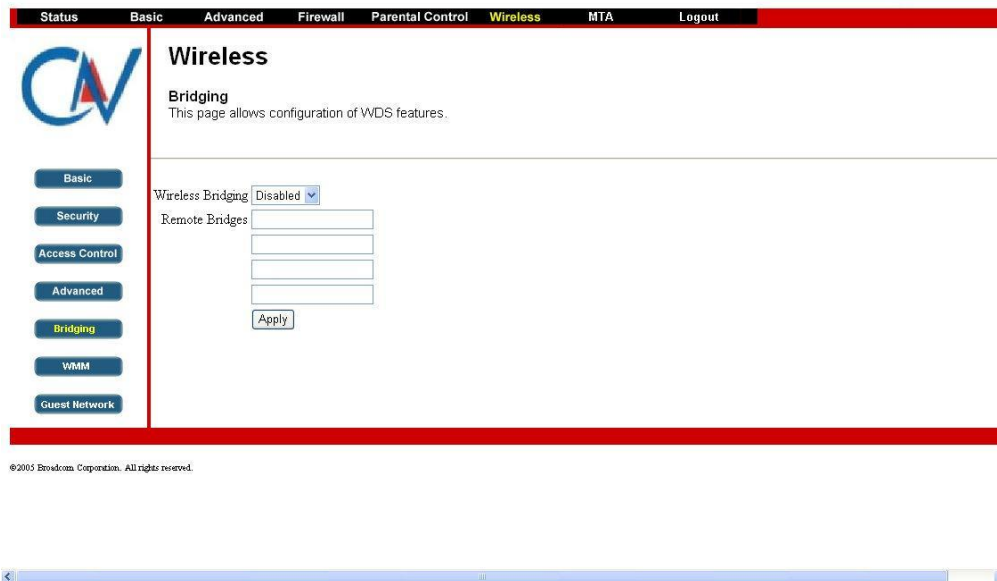 Status Basic Advanced Firewall Parental Control Wireless MTA Logout
CNV
Wireless
Bridging
This page allows configuration of WDS features.
Basic
Security
Access Control
Advanced
Bridging
WMM
Guest Network
Wireless Bridging Disabled
Remote Bridges
Apply
©2005 Broadcom Corporation. All rights reserved.